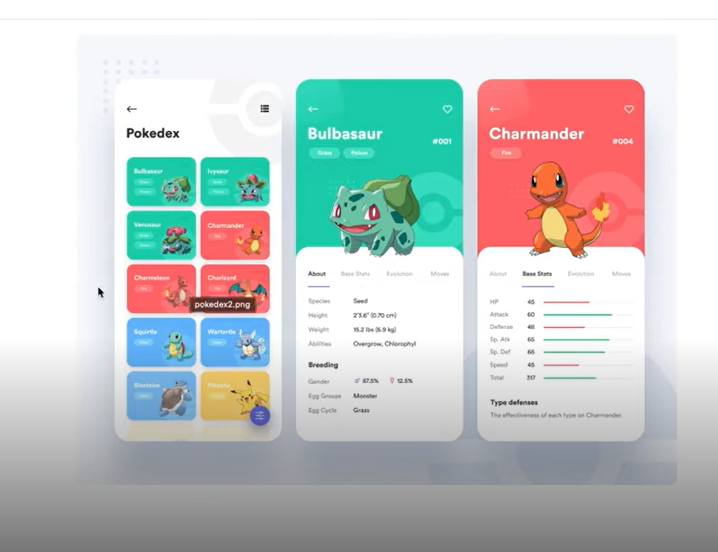 Pokedex
Bulbasaur
Ivysaur
Venusaur
Charmander
Charmeleon
Charizard
pokedex2.png
Squirtle
Wartortle
Blastoise
Pikachu
Bulbasaur
#001
Grass
Poison
About
Base Stats
Evolution
Moves
Species Seed
Height 2'3.6" (0.70 cm)
Weight 15.2 lbs (6.9 kg)
Abilities Overgrow, Chlorophyl
Breeding
Gender ♂ 87.5% ♀ 12.5%
Egg Groups Monster
Egg Cycle Grass
Charmander
#004
Fire
About
Base Stats
Evolution
Moves
HP 45
Attack 60
Defense 48
Sp. Atk 65
Sp. Def 65
Speed 45
Total 317
Type defenses
The effectiveness of each type on Charmander.